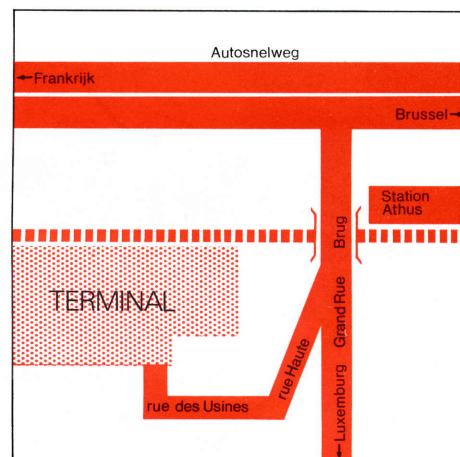 Autosnelweg
←Frankrijk
Brussel→
Station
Athus
Brug
TERMINAL
Grand Rue
rue Haute
rue des Usines
←Luxemburg